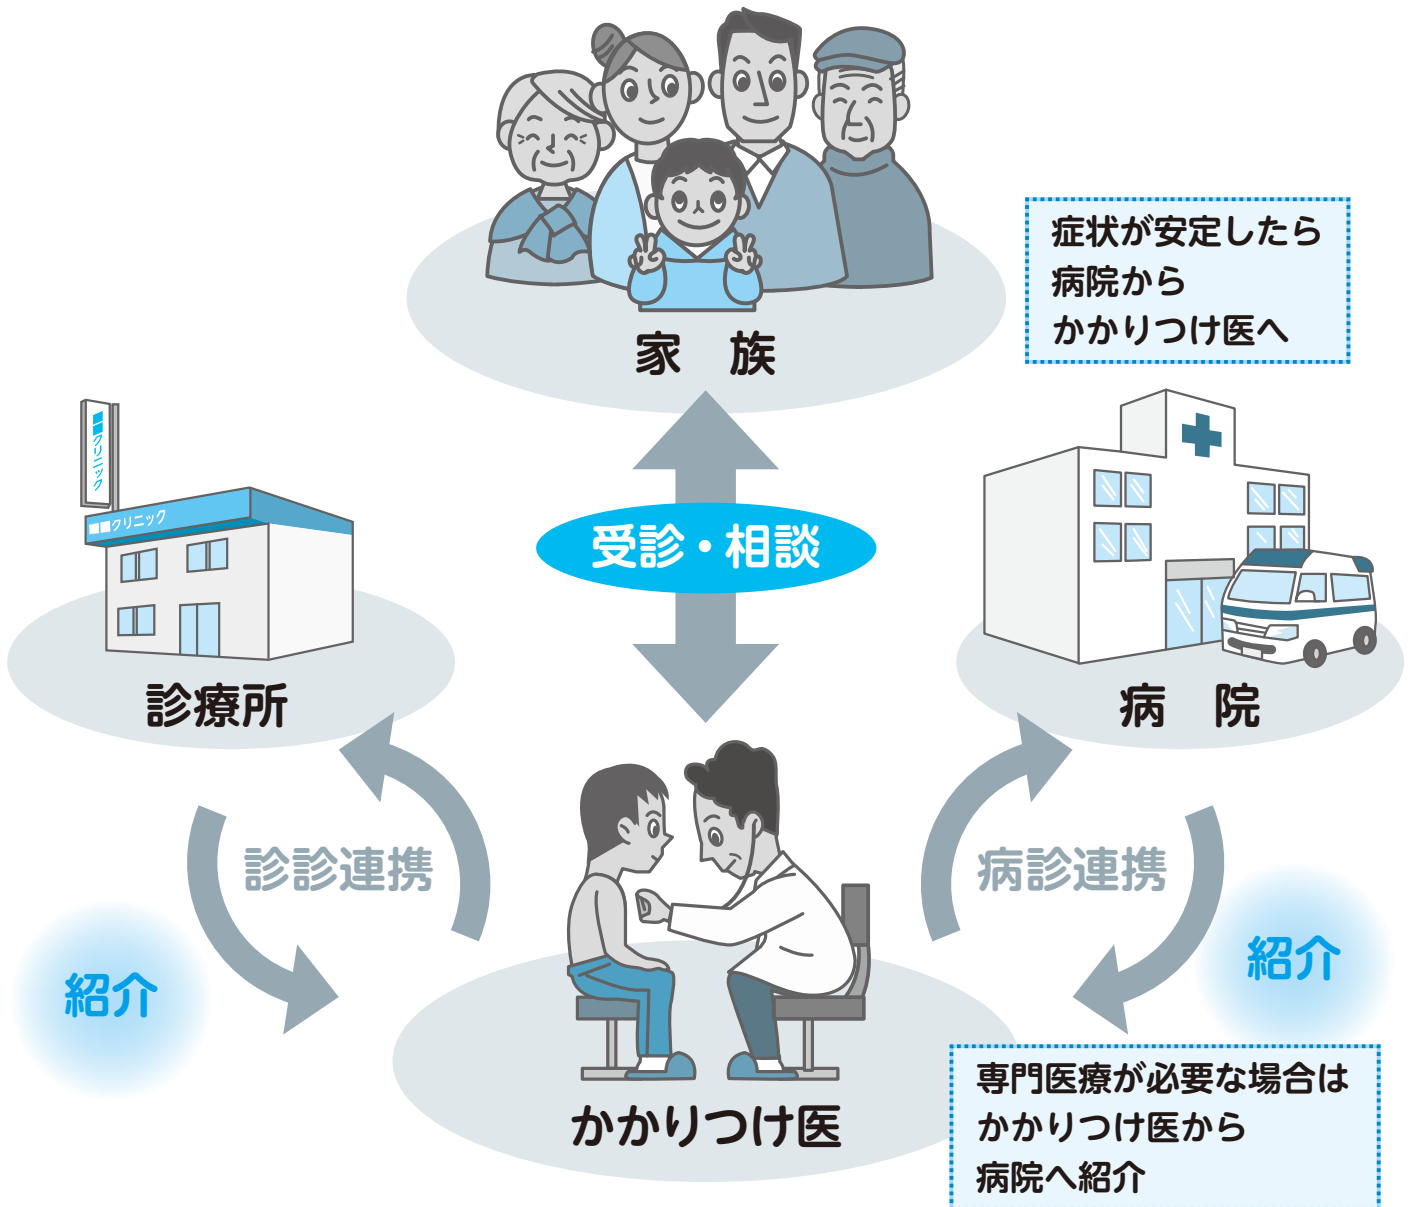 家　族
症状が安定したら
病院から
かかりつけ医へ
■■クリニック
■■クリニック
受診・相談
診療所
病　院
診診連携
病診連携
紹介
紹介
かかりつけ医
専門医療が必要な場合は
かかりつけ医から
病院へ紹介